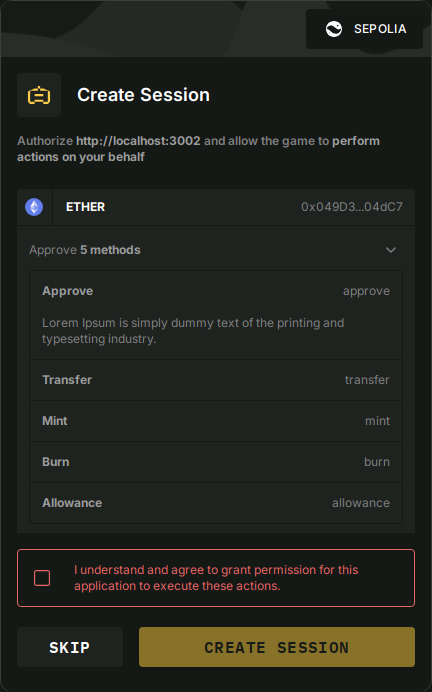 SEPOLIA
Create Session
Authorize http://localhost:3002 and allow the game to perform
actions on your behalf
ETHER 0x049D3...04dC7
Approve 5 methods
Approve approve
Lorem Ipsum is simply dummy text of the printing and
typesetting industry.
Transfer transfer
Mint mint
Burn burn
Allowance allowance
I understand and agree to grant permission for this
application to execute these actions.
SKIP CREATE SESSION